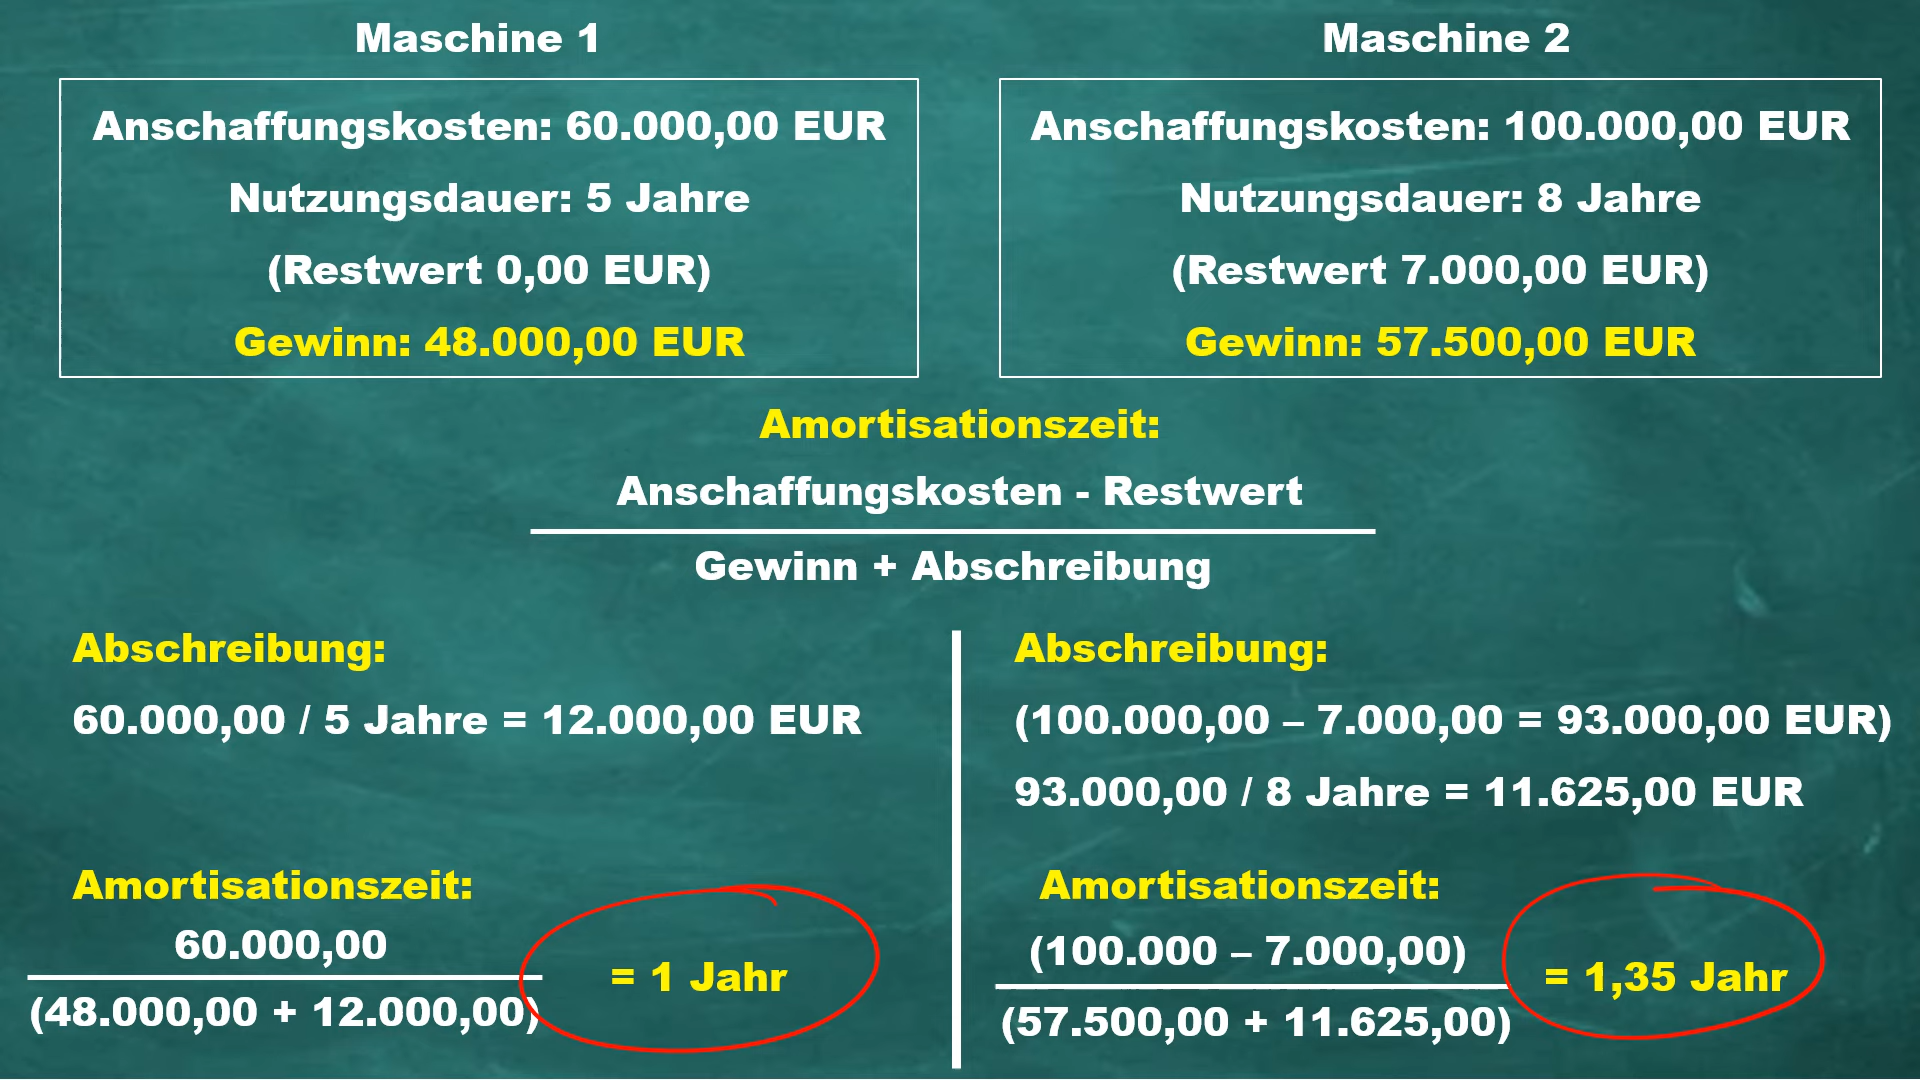 Maschine 1
Anschaffungskosten: 60.000,00 EUR
Nutzungsdauer: 5 Jahre
(Restwert 0,00 EUR)
Gewinn: 48.000,00 EUR
Maschine 2
Anschaffungskosten: 100.000,00 EUR
Nutzungsdauer: 8 Jahre
(Restwert 7.000,00 EUR)
Gewinn: 57.500,00 EUR
Amortisationszeit:
Anschaffungskosten - Restwert
Gewinn + Abschreibung
Abschreibung:
60.000,00 / 5 Jahre = 12.000,00 EUR
Amortisationszeit:
60.000,00
(48.000,00 + 12.000,00)
= 1 Jahr
Abschreibung:
(100.000,00 – 7.000,00 = 93.000,00 EUR)
93.000,00 / 8 Jahre = 11.625,00 EUR
Amortisationszeit:
(100.000 – 7.000,00)
(57.500,00 + 11.625,00)
= 1,35 Jahr